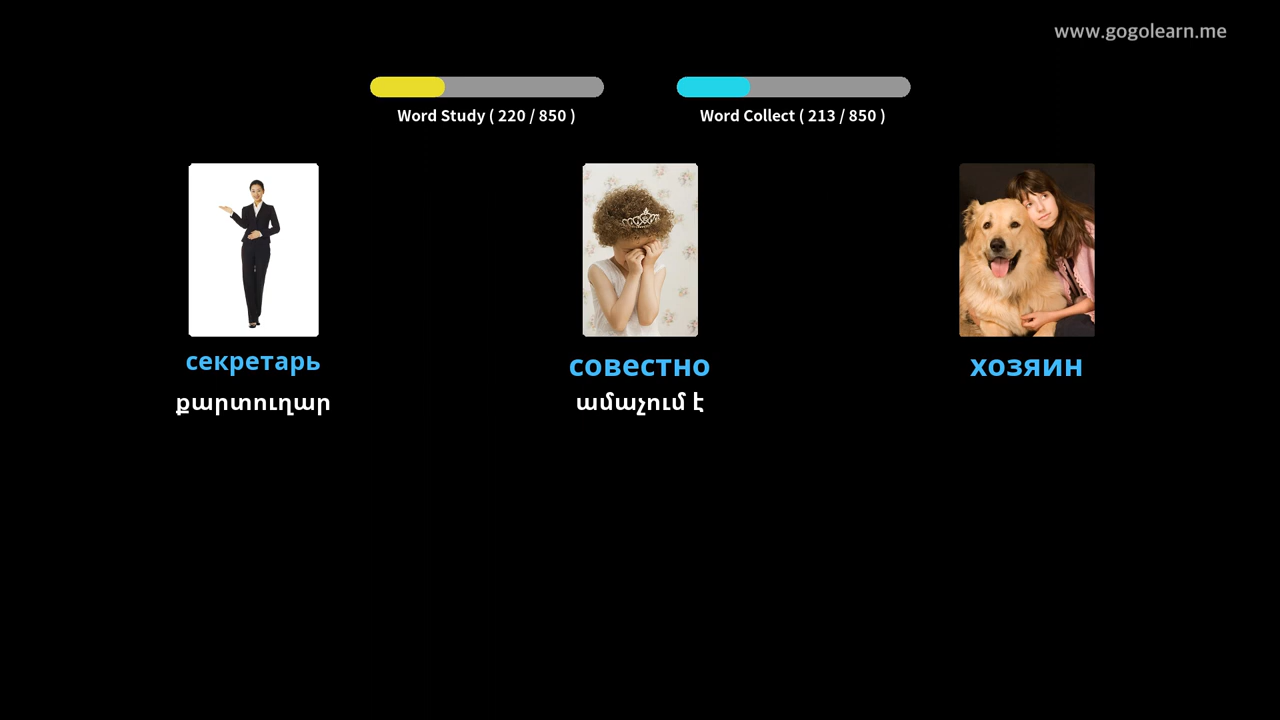 www.gogolearn.me
Word Study ( 220 / 850 )
Word Collect ( 213 / 850 )
секретарь
քարտուղար
совестно
ամաչում է
хозяин